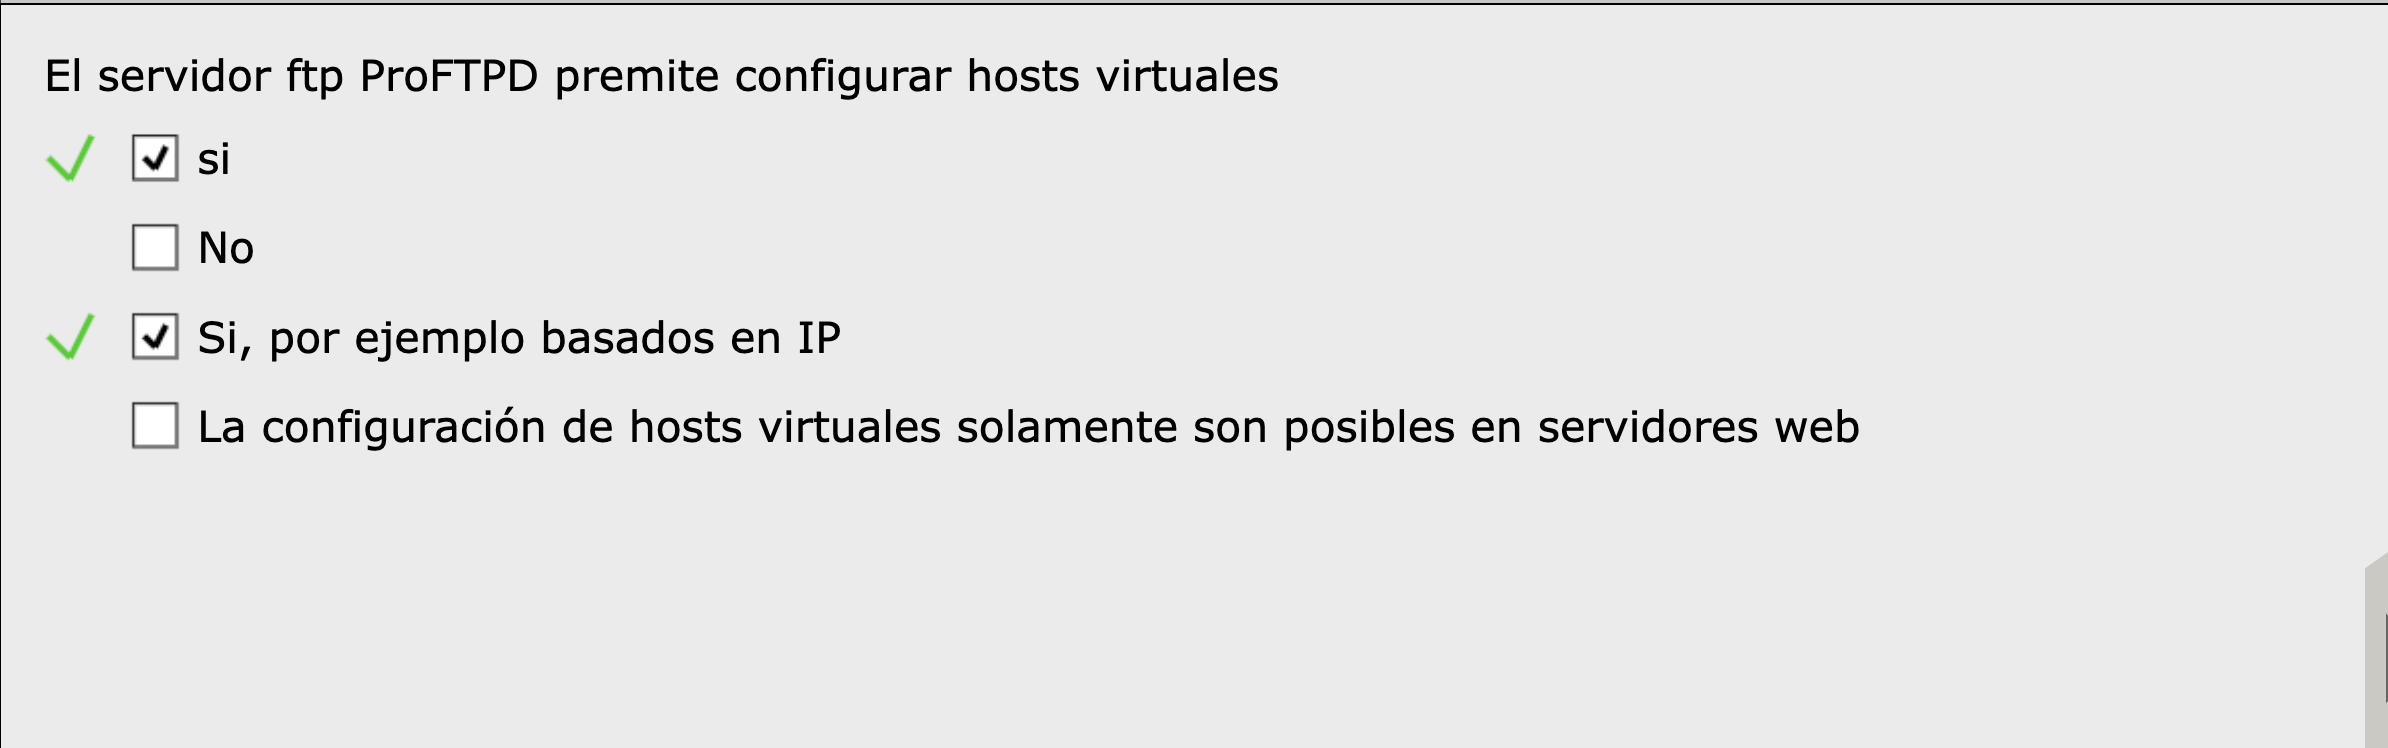 El servidor ftp ProFTPD premite configurar hosts virtuales
si
No
Si, por ejemplo basados en IP
La configuración de hosts virtuales solamente son posibles en servidores web